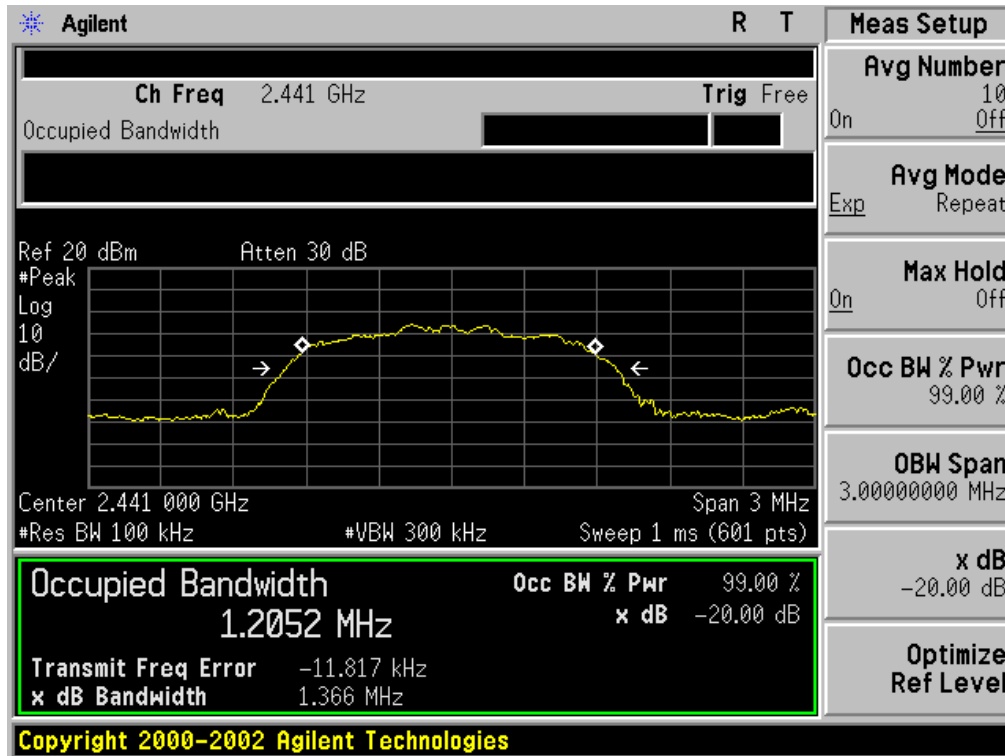 Agilent R T Meas Setup
Ch Freq 2.441 GHz Trig Free
Occupied Bandwidth
Ref 20 dBm Atten 30 dB
#Peak
Log
10
dB/
Center 2.441 000 GHz Span 3 MHz
#Res BW 100 kHz #VBW 300 kHz Sweep 1 ms (601 pts)
Occupied Bandwidth Occ BW % Pwr 99.00 %
1.2052 MHz x dB -20.00 dB
Transmit Freq Error -11.817 kHz
x dB Bandwidth 1.366 MHz
Avg Number
10
On Off
Avg Mode
Exp Repeat
Max Hold
On Off
Occ BW % Pwr
99.00 %
OBW Span
3.00000000 MHz
x dB
-20.00 dB
Optimize
Ref Level
Copyright 2000-2002 Agilent Technologies